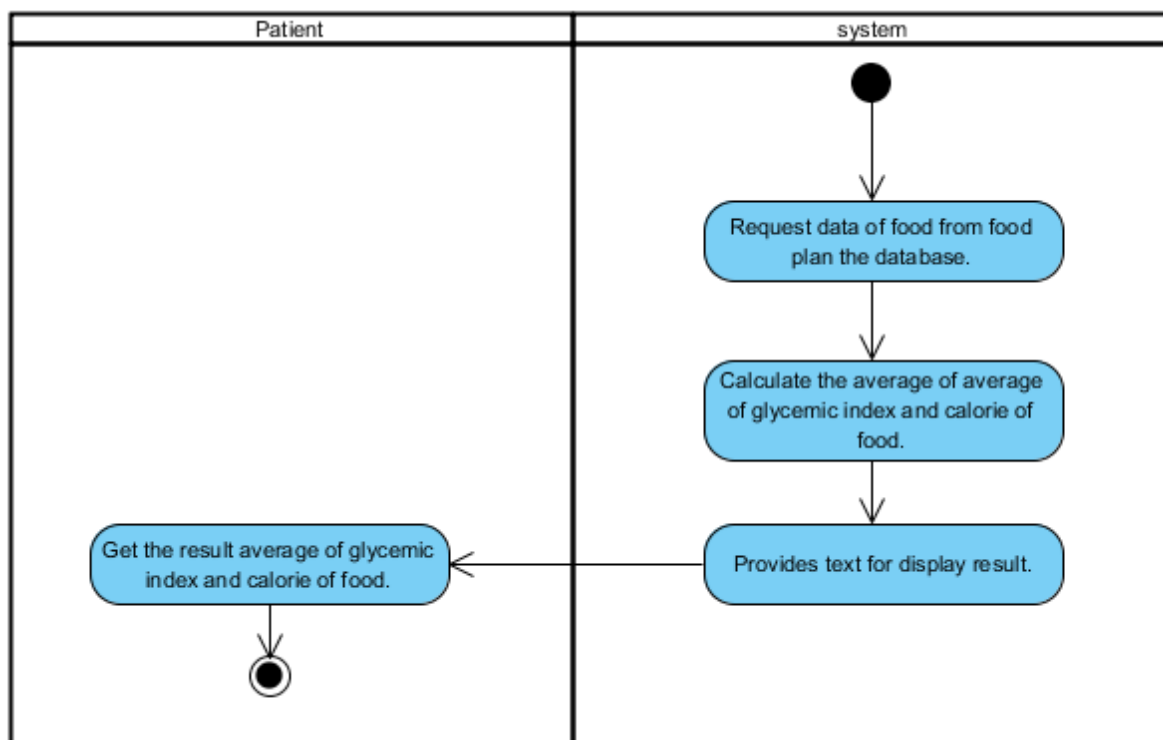 Patient
system
Request data of food from food
plan the database.
Calculate the average of average
of glycemic index and calorie of
food.
Provides text for display result.
Get the result average of glycemic
index and calorie of food.